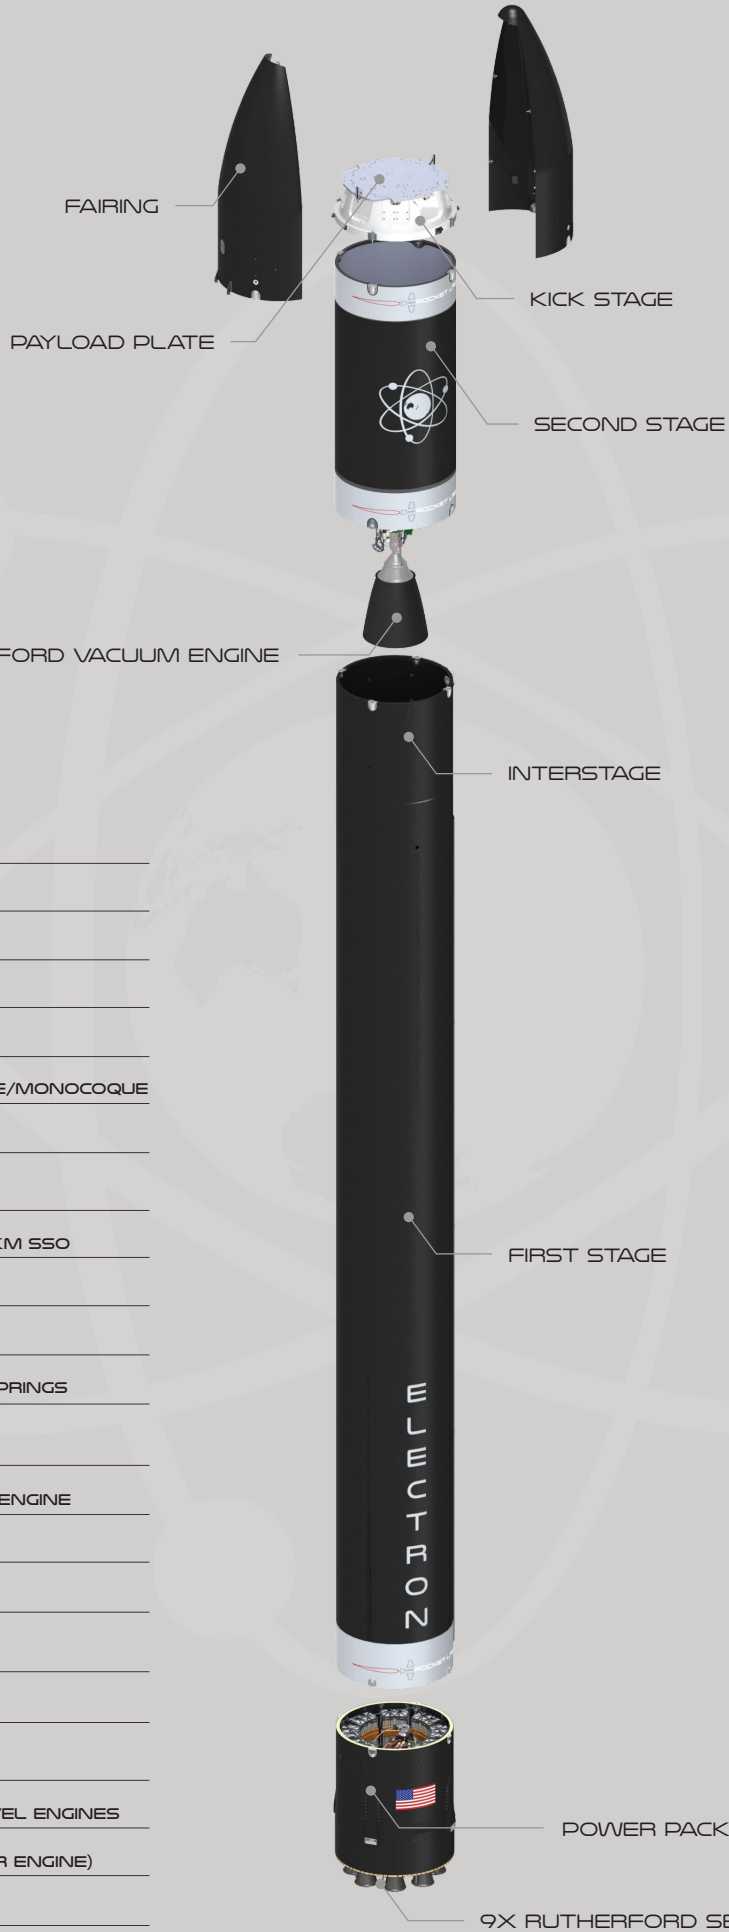 FAIRING
KICK STAGE
PAYLOAD PLATE
SECOND STAGE
FORD VACUUM ENGINE
INTERSTAGE
E/MONOCOQUE
KM SSO
FIRST STAGE
PRINGS
ENGINE
ELECTRON
VEL ENGINES
POWER PACK
R ENGINE)
9X RUTHERFORD SE